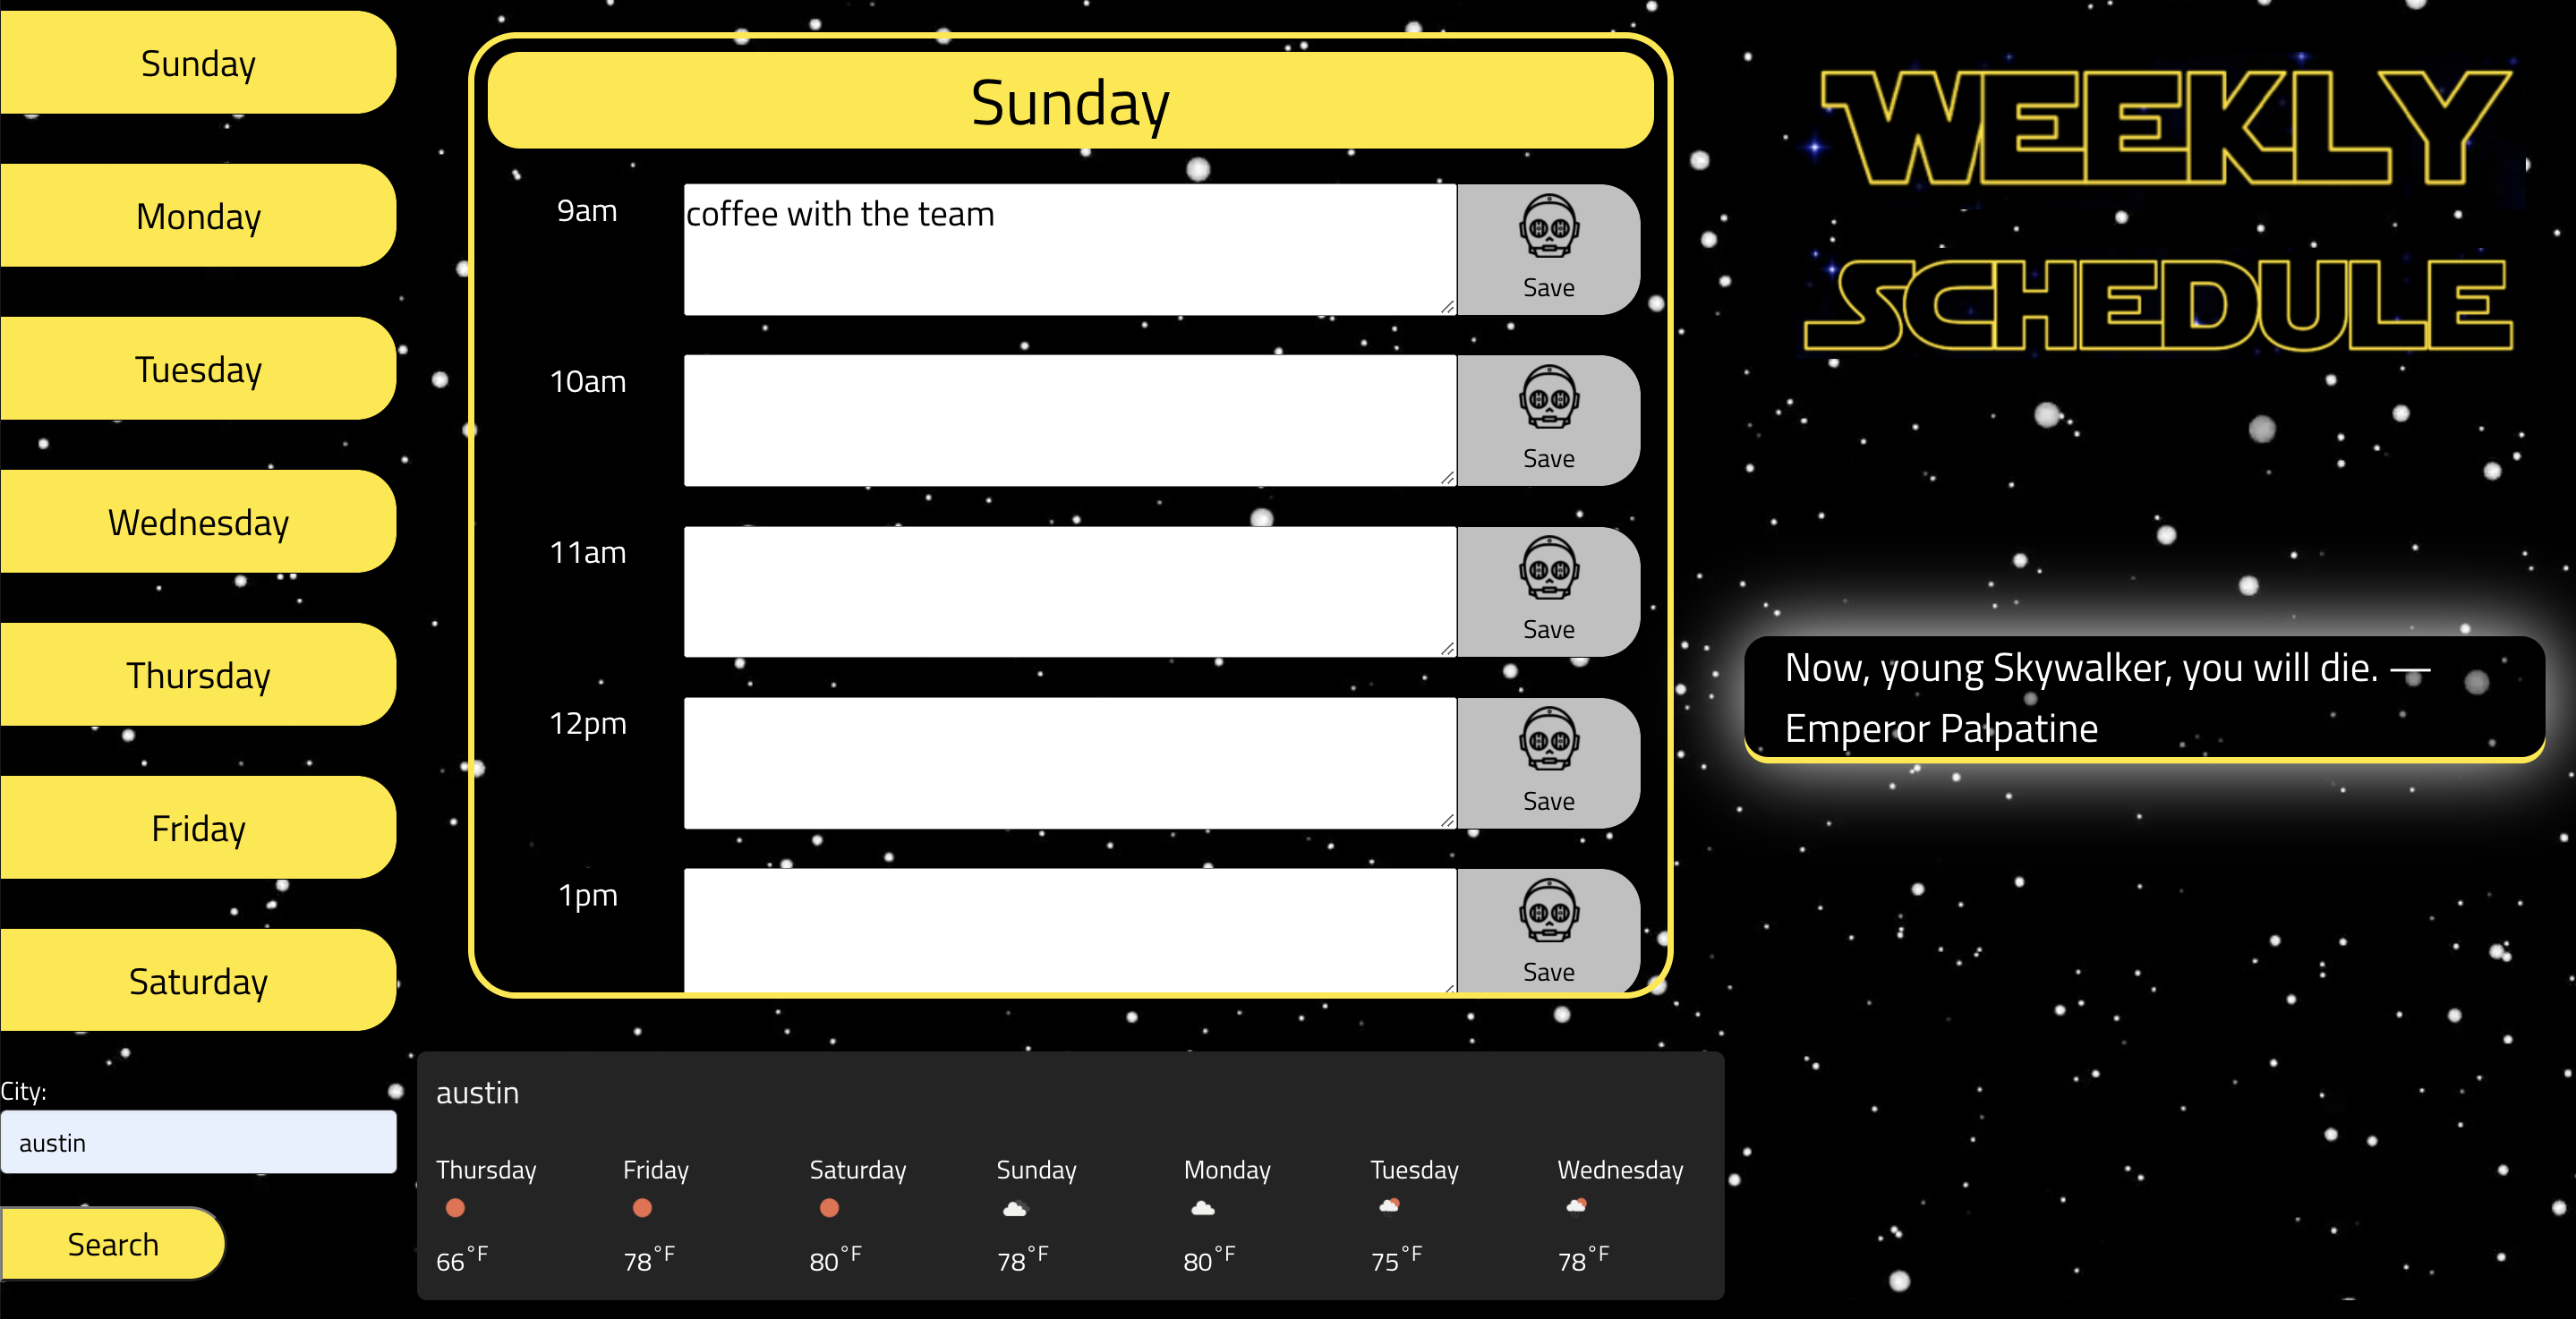 Sunday
Monday
Tuesday
Wednesday
Thursday
Friday
Saturday
City:
austin
Search
Sunday
9am
coffee with the team
Save
10am
Save
11am
Save
12pm
Save
1pm
Save
austin
Thursday Friday Saturday Sunday Monday Tuesday Wednesday
66°F 78°F 80°F 78°F 80°F 75°F 78°F
WEEKLY
SCHEDULE
Now, young Skywalker, you will die. —
Emperor Palpatine